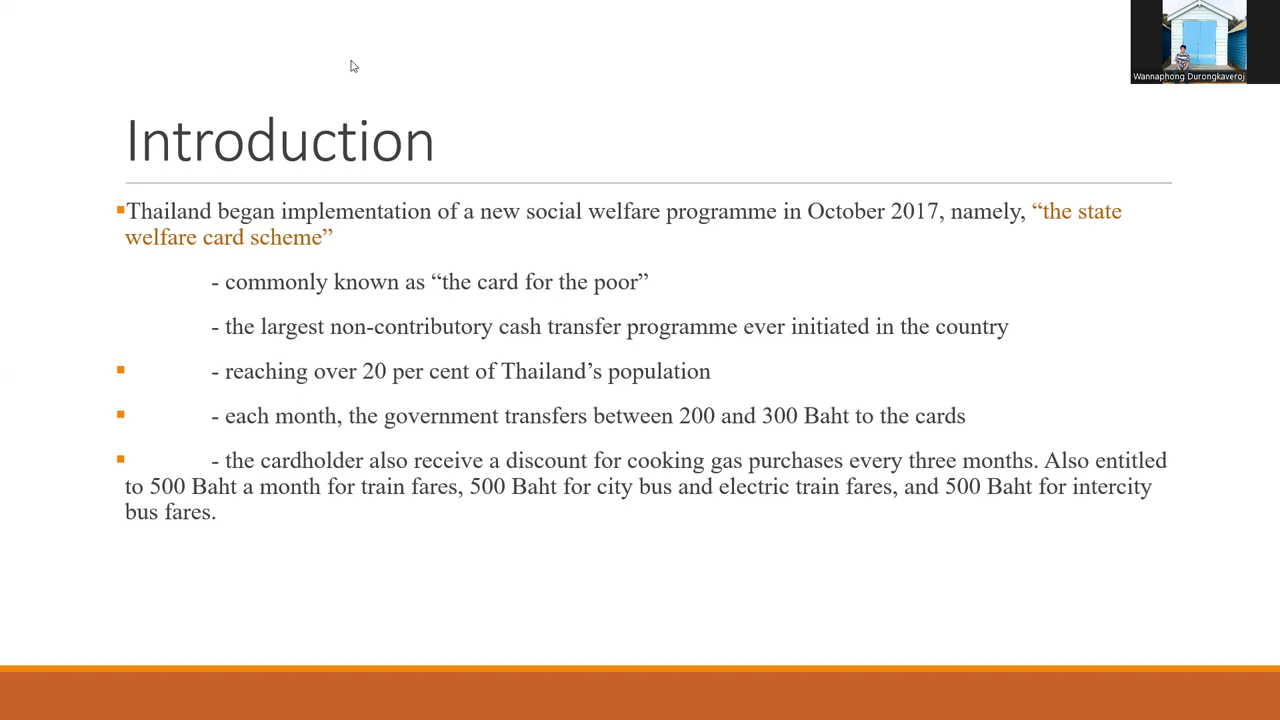 Wannaphong Durongkaveroj
Introduction
▪Thailand began implementation of a new social welfare programme in October 2017, namely, “the state
welfare card scheme”
- commonly known as “the card for the poor”
- the largest non-contributory cash transfer programme ever initiated in the country
▪ - reaching over 20 per cent of Thailand’s population
▪ - each month, the government transfers between 200 and 300 Baht to the cards
▪ - the cardholder also receive a discount for cooking gas purchases every three months. Also entitled
to 500 Baht a month for train fares, 500 Baht for city bus and electric train fares, and 500 Baht for intercity
bus fares.